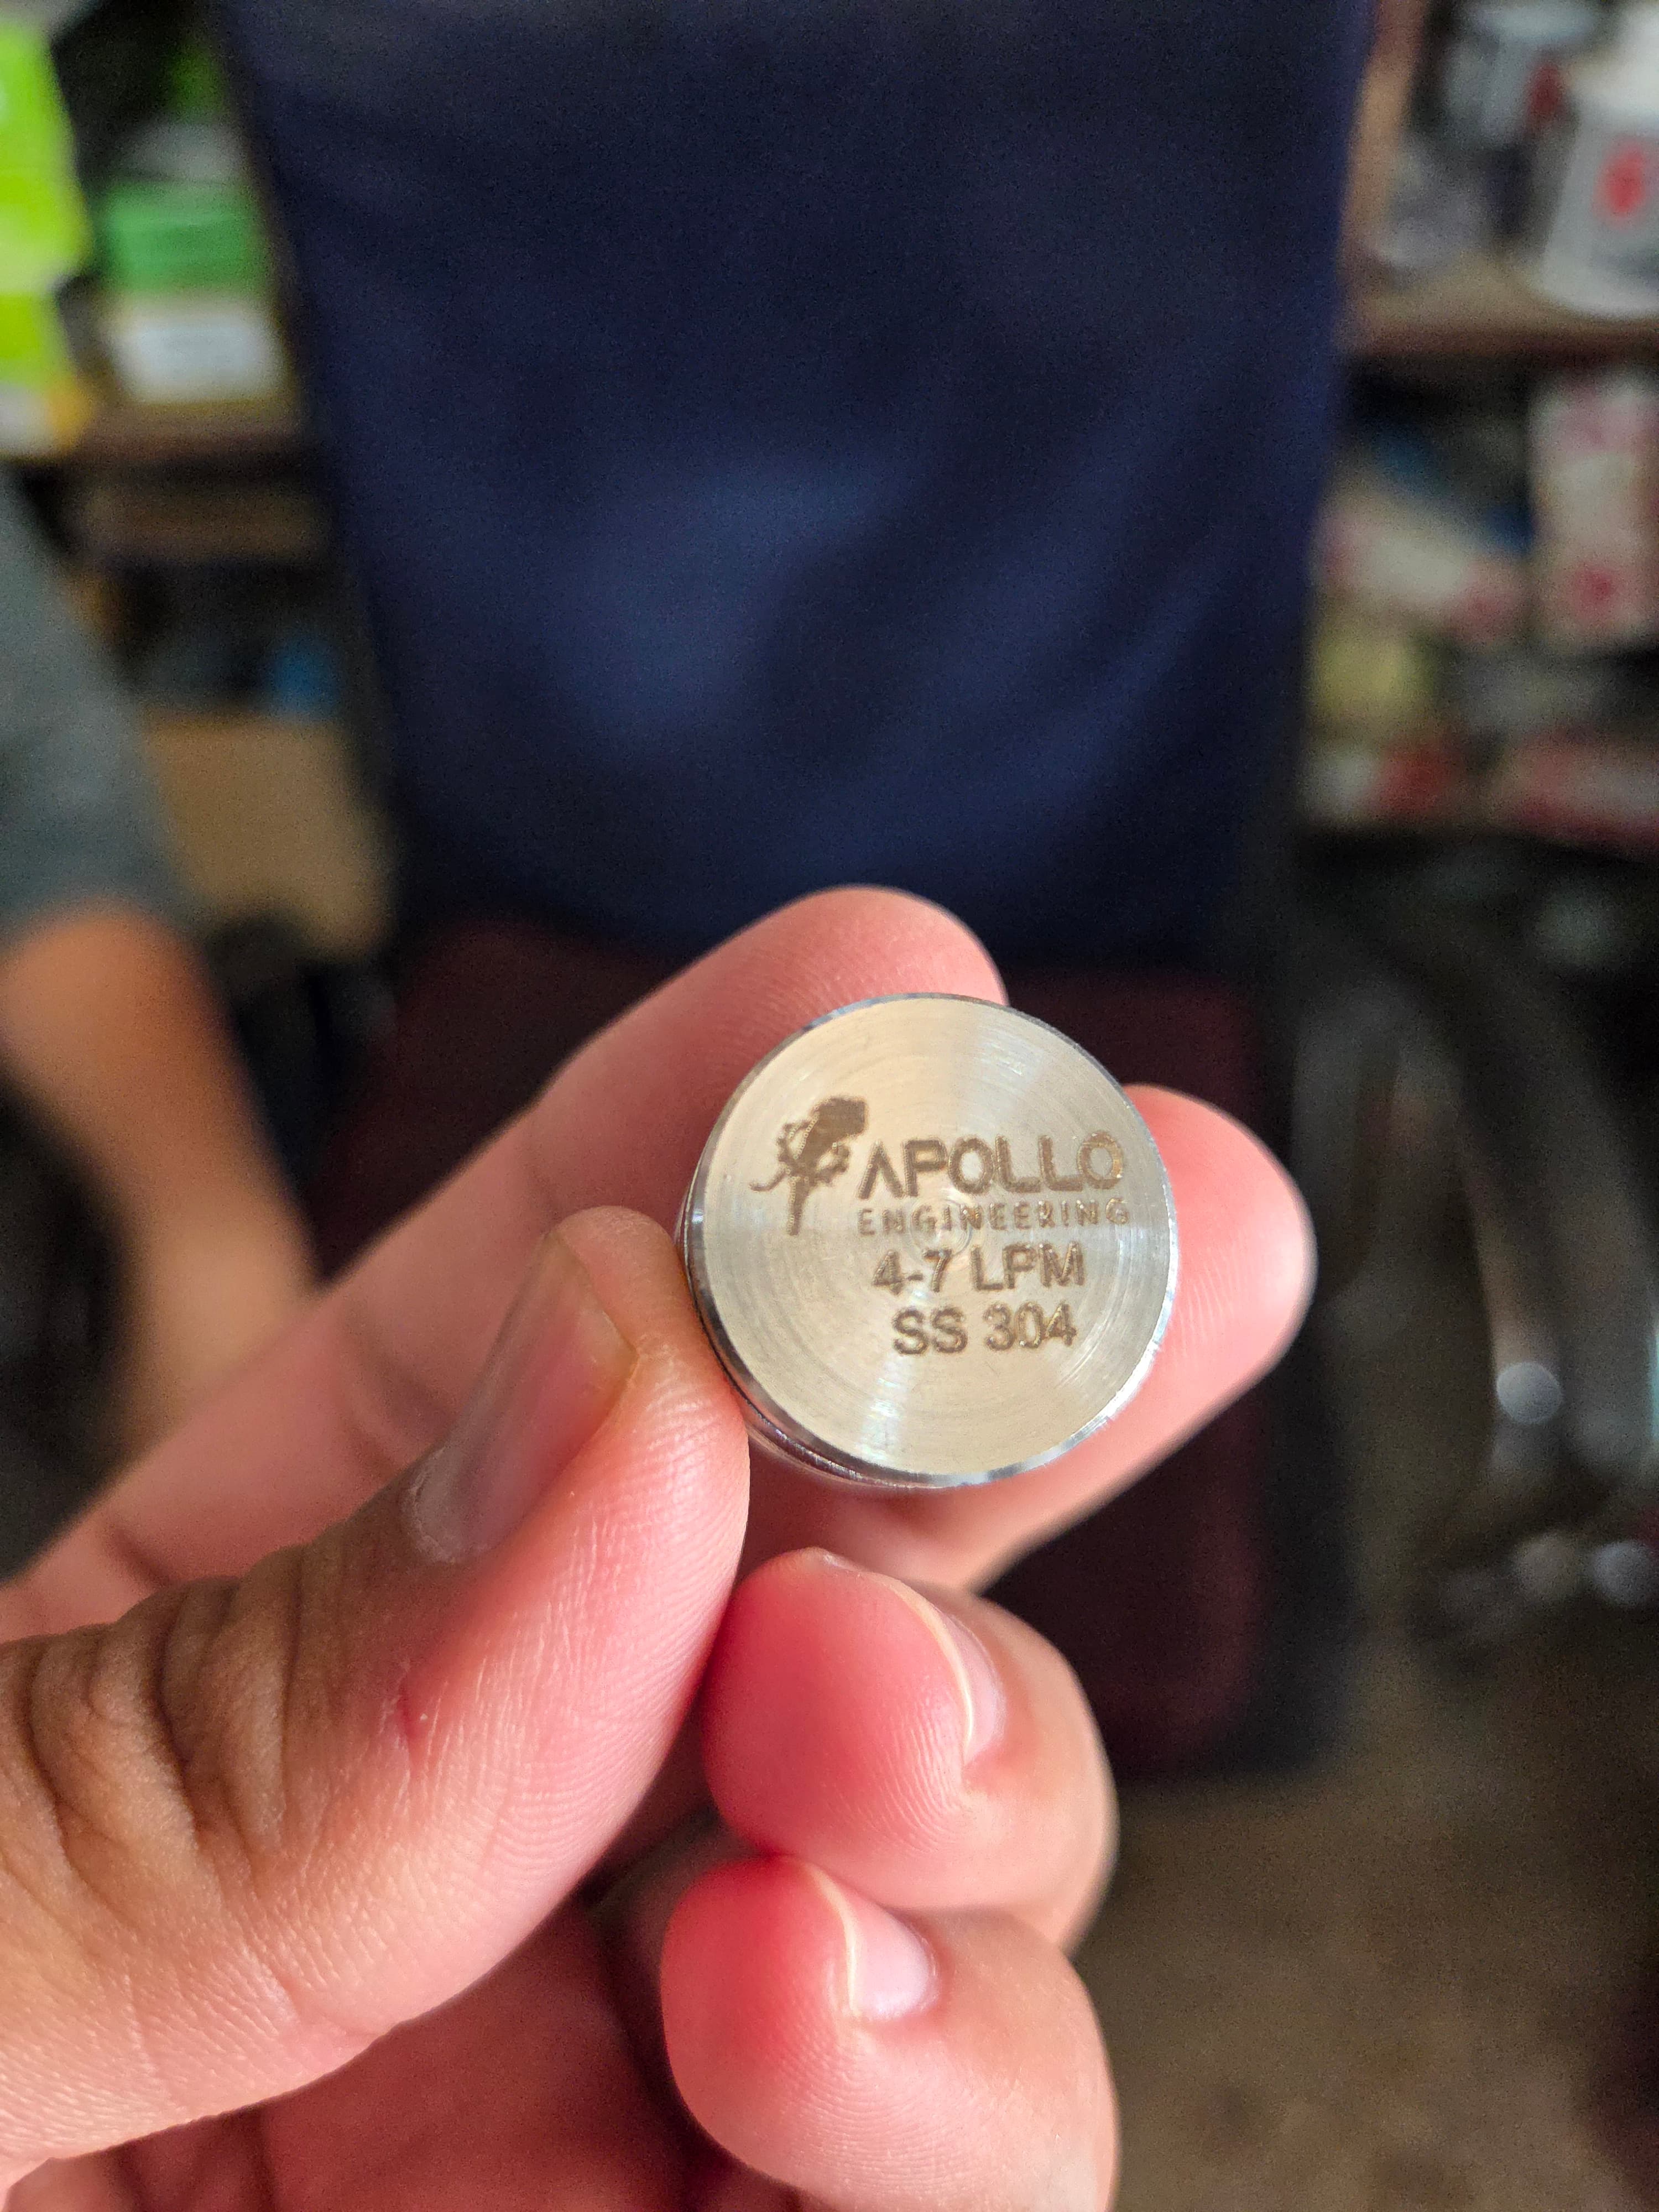 APOLLO
ENGINEERING
4-7 LPM
SS 304